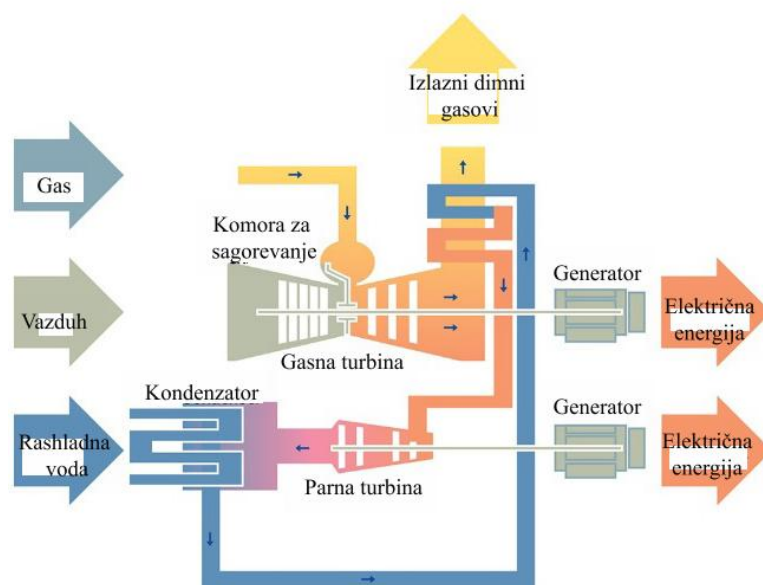 Izlazni dimni
gasovi
Gas
Komora za
sagorevanje
Vazduh
Gasna turbina
Generator
Električna
energija
Kondenzator
Rashladna
voda
Parna turbina
Generator
Električna
energija